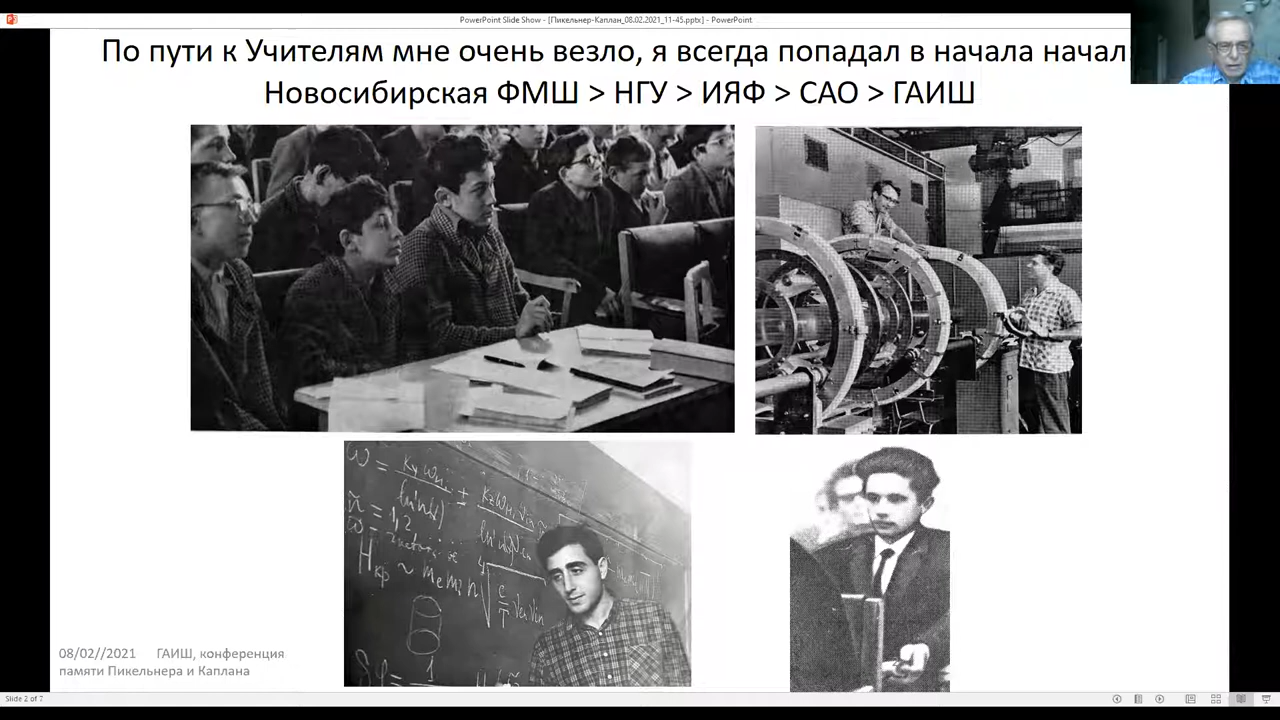 PowerPoint Slide Show - [Пикельнер-Каплан_08.02.2021_11-45.pptx] - PowerPoint
По пути к Учителям мне очень везло, я всегда попадал в начала начал:
Новосибирская ФМШ > НГУ > ИЯФ > САО > ГАИШ
08/02//2021 ГАИШ, конференция
памяти Пикельнера и Каплана
Slide 2 of 7